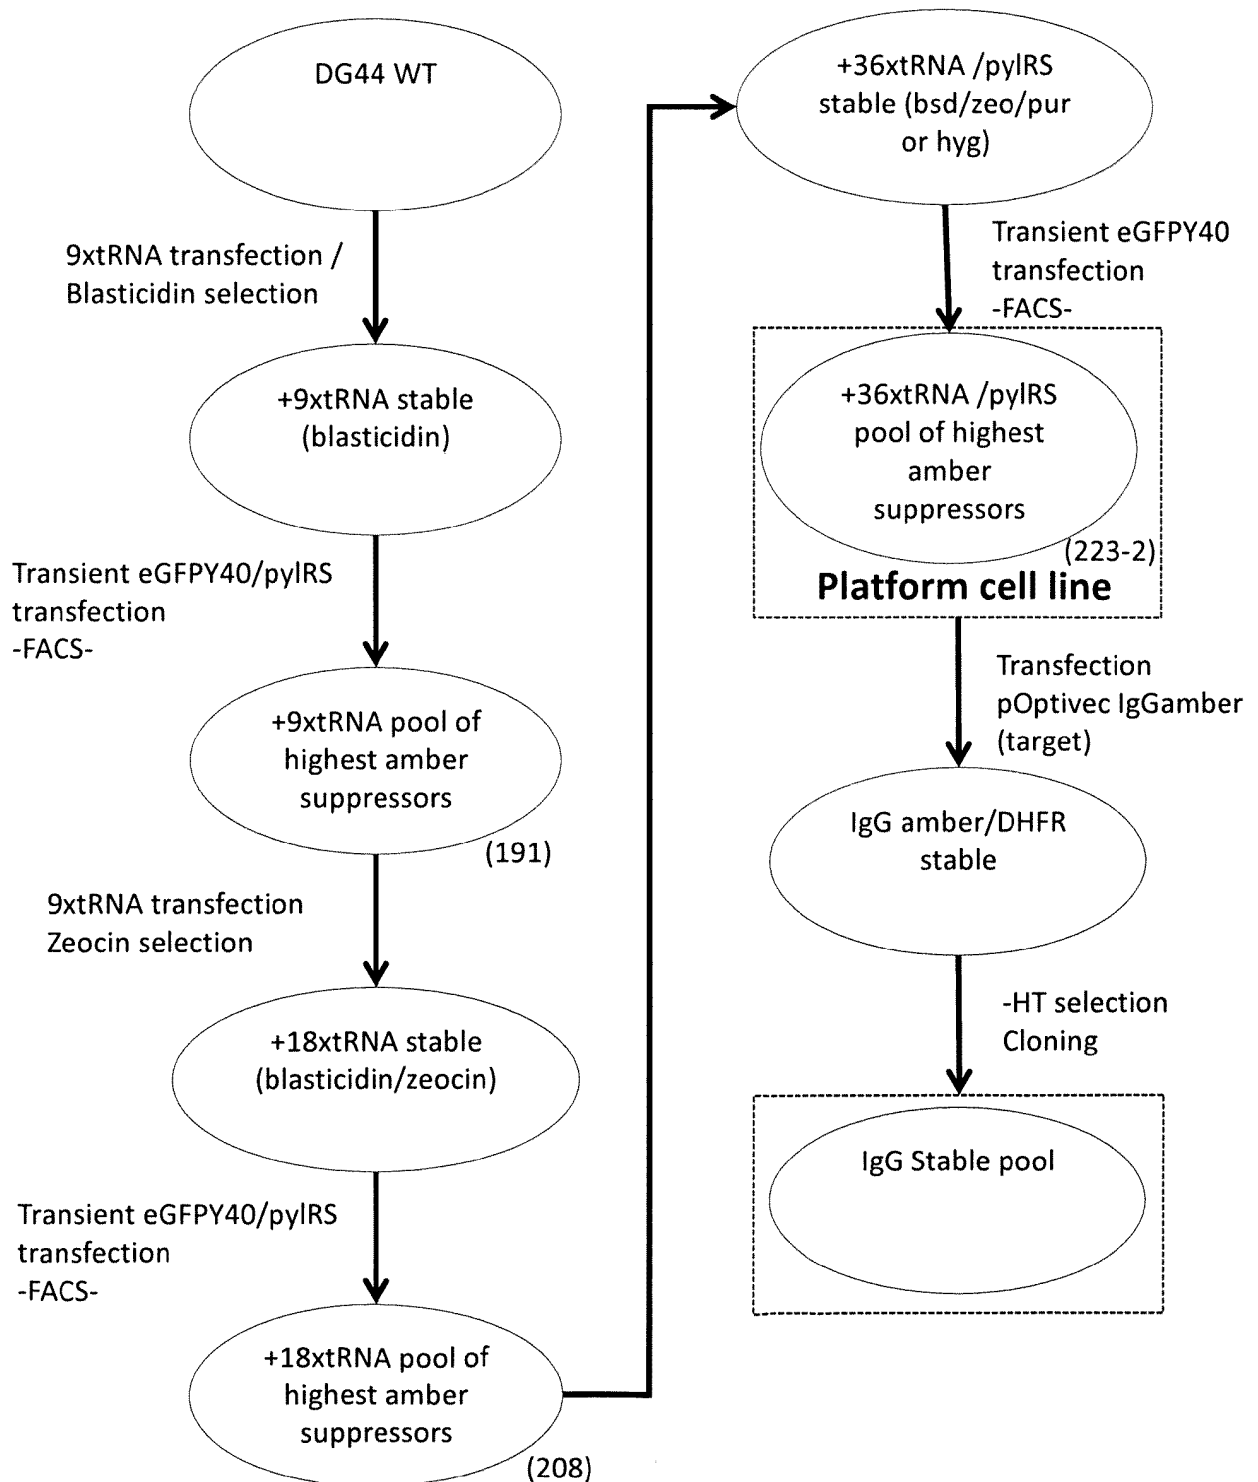 DG44 WT
9xtRNA transfection /
Blasticidin selection
+9xtRNA stable
(blasticidin)
Transient eGFPY40/pylRS
transfection
-FACS-
+9xtRNA pool of
highest amber
suppressors
(191)
9xtRNA transfection
Zeocin selection
+18xtRNA stable
(blasticidin/zeocin)
Transient eGFPY40/pylRS
transfection
-FACS-
+18xtRNA pool of
highest amber
suppressors
(208)
+36xtRNA /pylRS
stable (bsd/zeo/pur
or hyg)
Transient eGFPY40
transfection
-FACS-
+36xtRNA /pylRS
pool of highest
amber
suppressors
(223-2)
Platform cell line
Transfection
pOptivec IgGamber
(target)
IgG amber/DHFR
stable
-HT selection
Cloning
IgG Stable pool